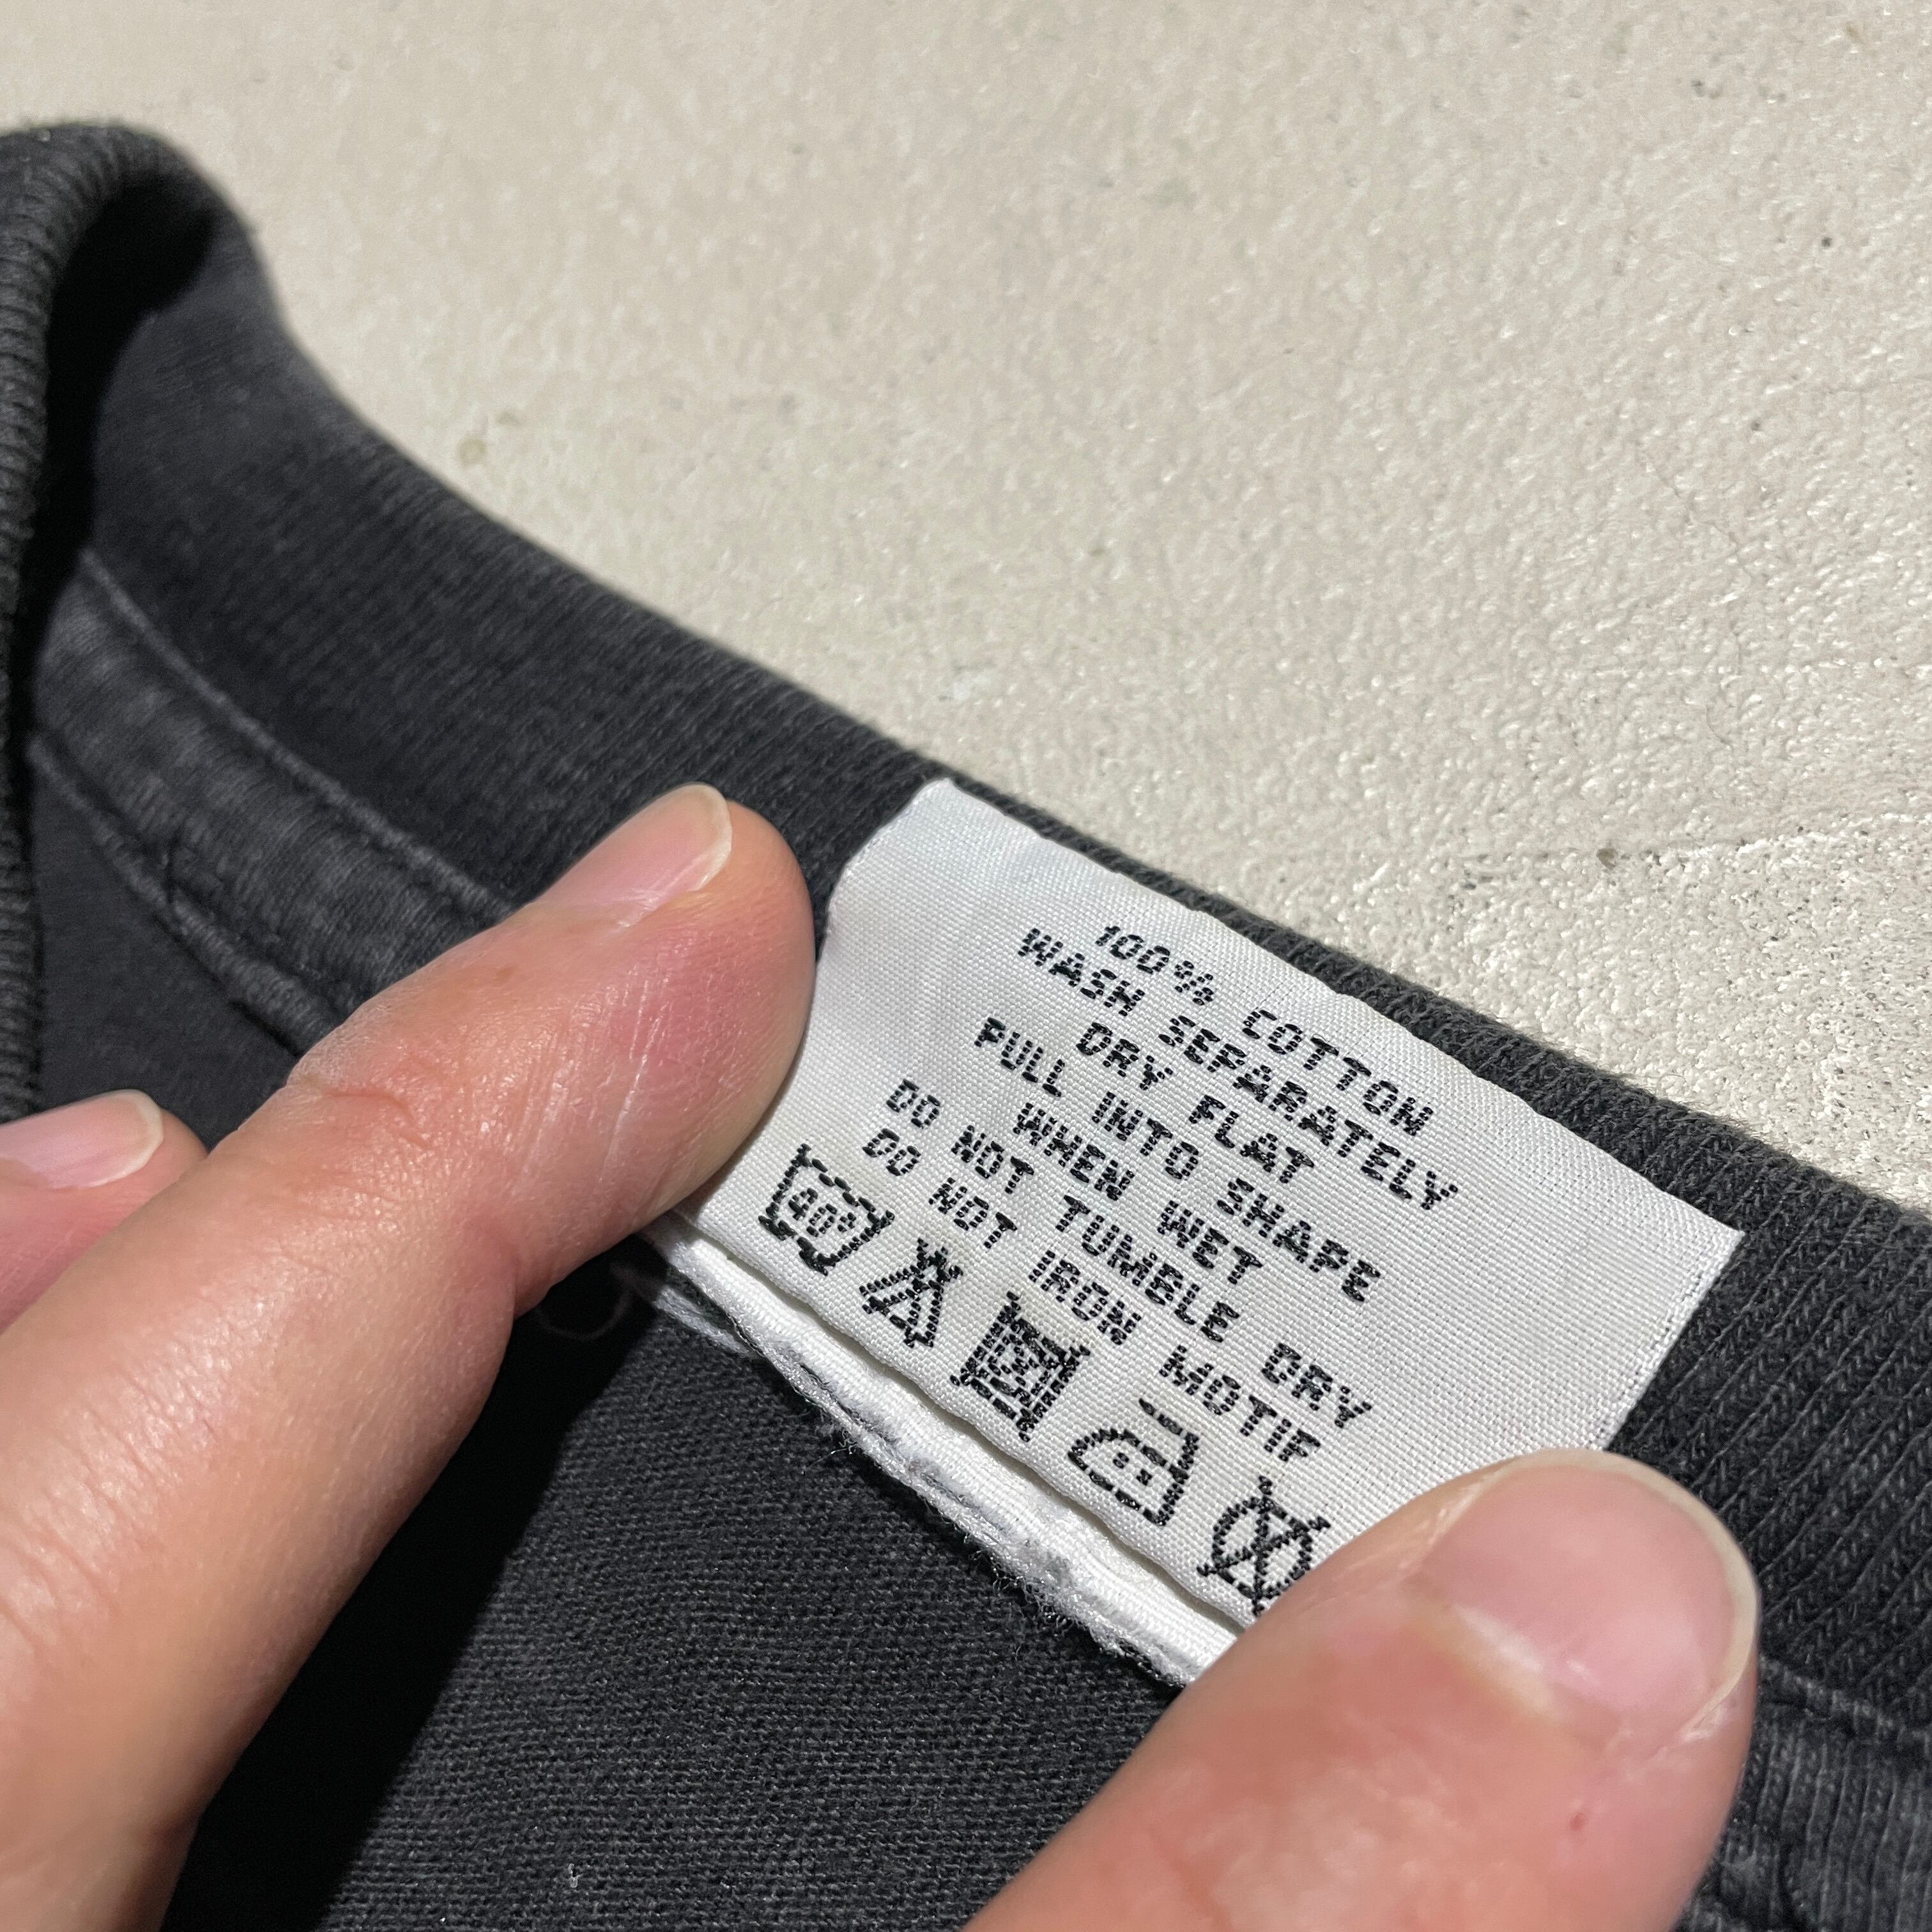 100% COTTON
WASH SEPARATELY
DRY FLAT
PULL INTO SHAPE
WHEN WET
DO NOT TUMBLE DRY
DO NOT IRON MOTIF
40°